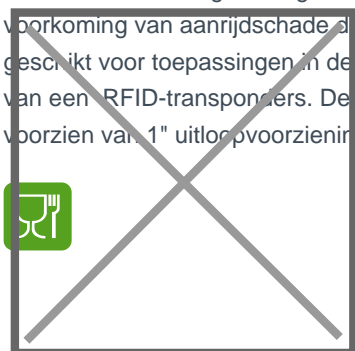 voorkoming van aanrijdschade d
geschikt voor toepassingen in de
van een RFID-transponders. De
voorzien van 1" uitloopvoorzienin